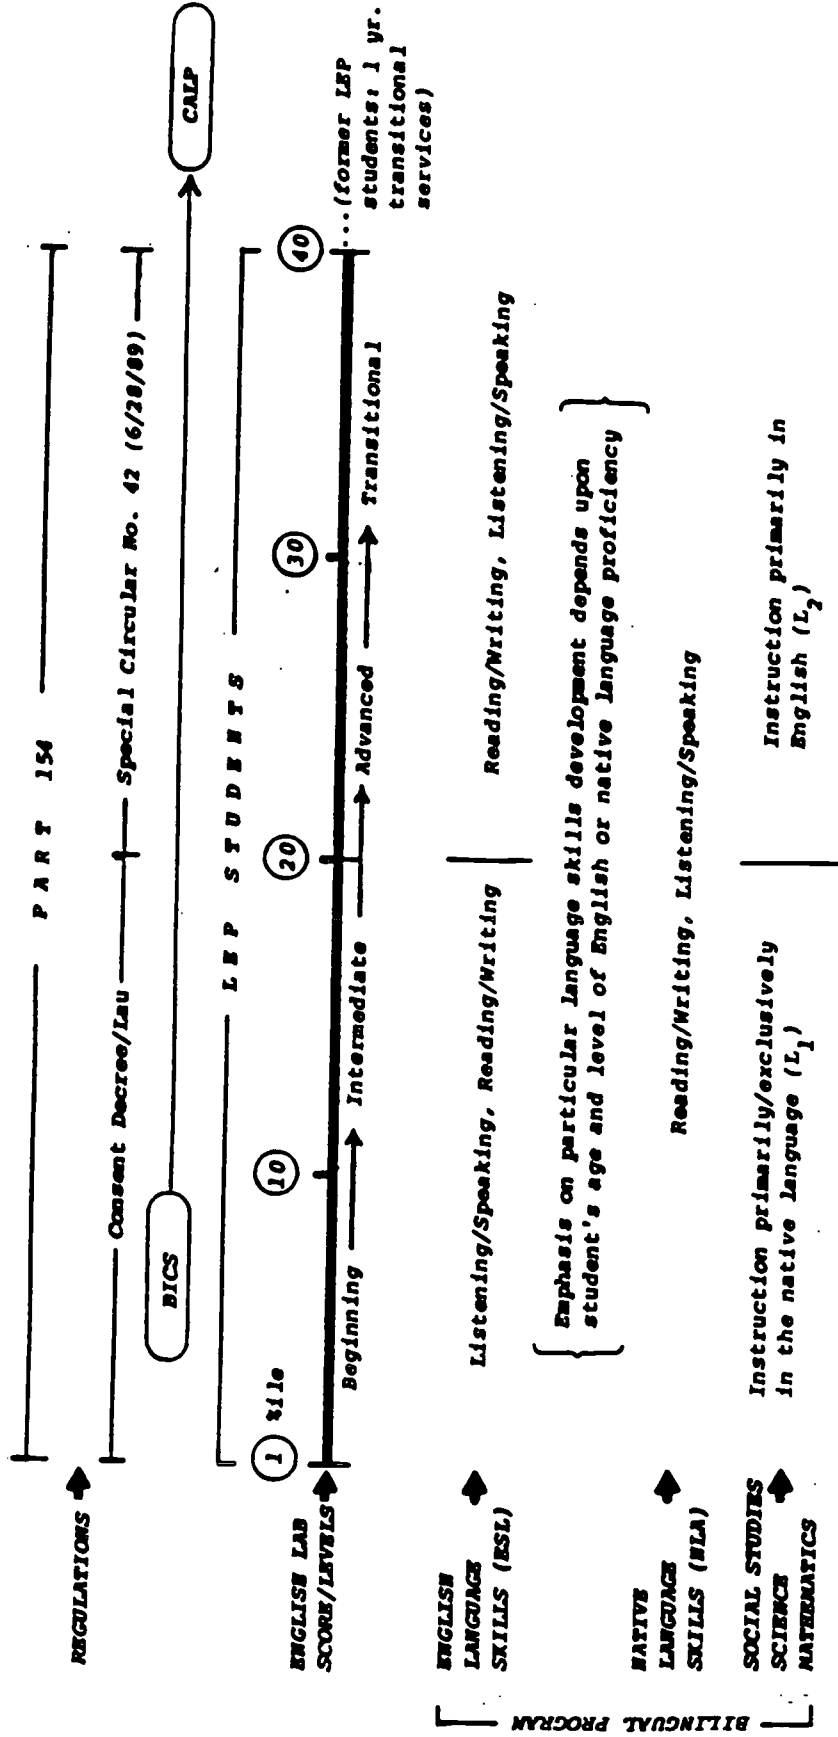 REGULATIONS
PART 154
Consent Decree/Lau
Special Circular No. 42 (6/28/89)
BICS
CALP
LEP STUDENTS
ENGLISH LAB
SCORE/LEVELS
1 %ile
10
20
30
40
...(former LEP
students: 1 yr.
transitional
services)
Beginning
Intermediate
Advanced
Transitional
BILINGUAL PROGRAM
ENGLISH
LANGUAGE
SKILLS (ESL)
Listening/Speaking, Reading/Writing
Reading/Writing, Listening/Speaking
Emphasis on particular language skills development depends upon
student's age and level of English or native language proficiency
NATIVE
LANGUAGE
SKILLS (NLA)
Reading/Writing, Listening/Speaking
SOCIAL STUDIES
SCIENCE
MATHEMATICS
Instruction primarily/exclusively
in the native language (L1)
Instruction primarily in
English (L2)